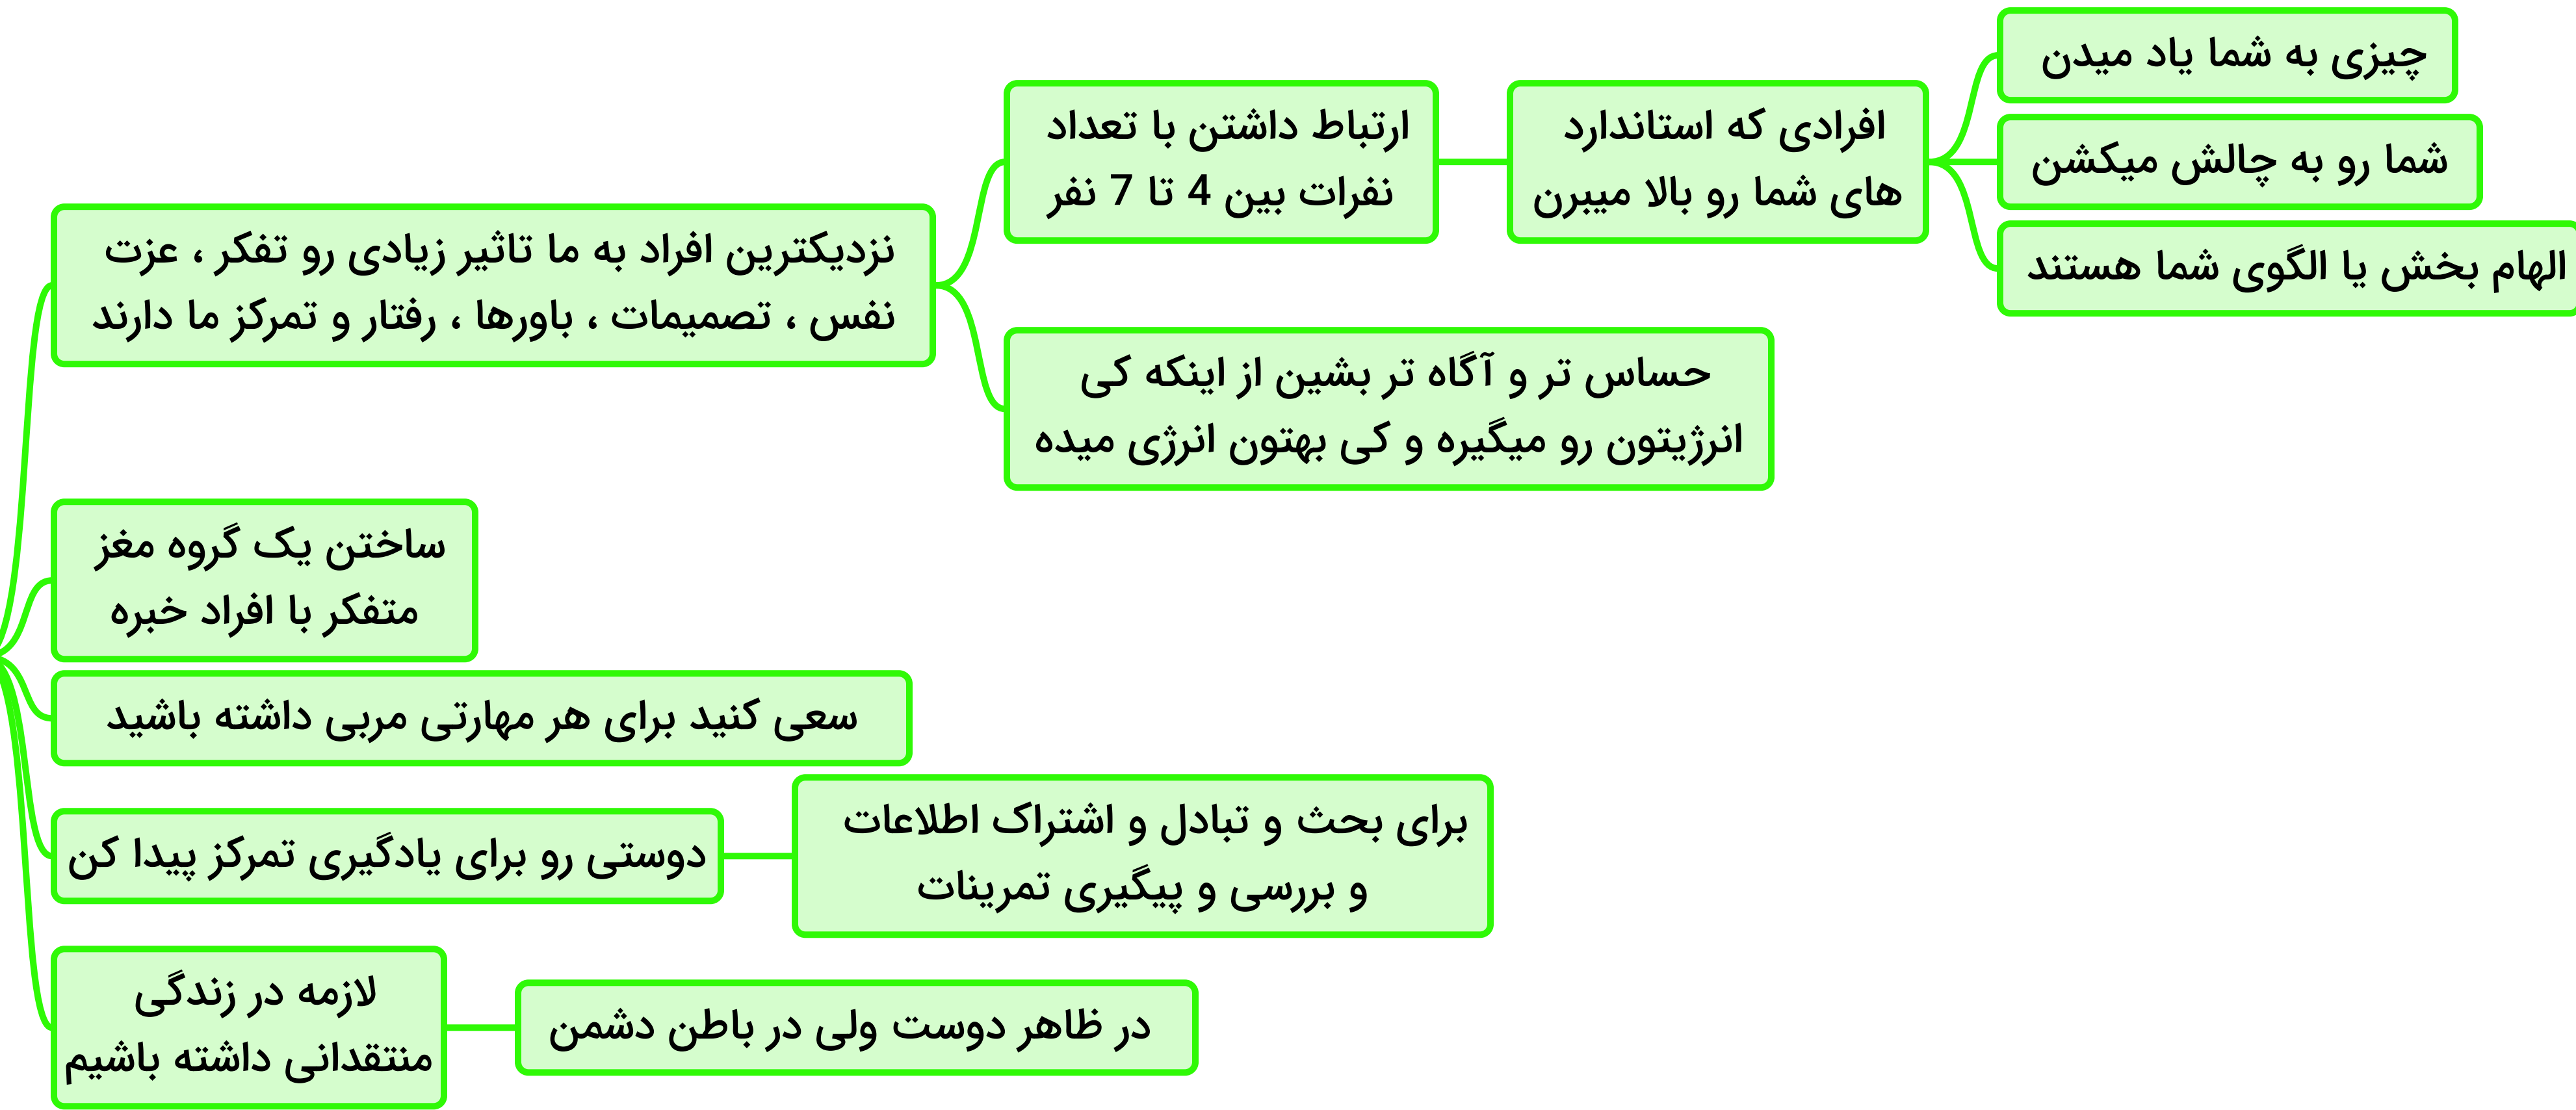 نزدیکترین افراد به ما تاثیر زیادی رو تفکر ، عزت
نفس ، تصمیمات ، باورها ، رفتار و تمرکز ما دارند
ارتباط داشتن با تعداد
نفرات بین 4 تا 7 نفر
افرادی که استاندارد
های شما رو بالا میبرن
چیزی به شما یاد میدن
شما رو به چالش میکشن
الهام بخش یا الگوی شما هستند
حساس تر و آگاه تر بشین از اینکه کی
انرژیتون رو میگیره و کی بهتون انرژی میده
ساختن یک گروه مغز
متفکر با افراد خبره
سعی کنید برای هر مهارتی مربی داشته باشید
دوستی رو برای یادگیری تمرکز پیدا کن
برای بحث و تبادل و اشتراک اطلاعات
و بررسی و پیگیری تمرینات
لازمه در زندگی
منتقدانی داشته باشیم
در ظاهر دوست ولی در باطن دشمن